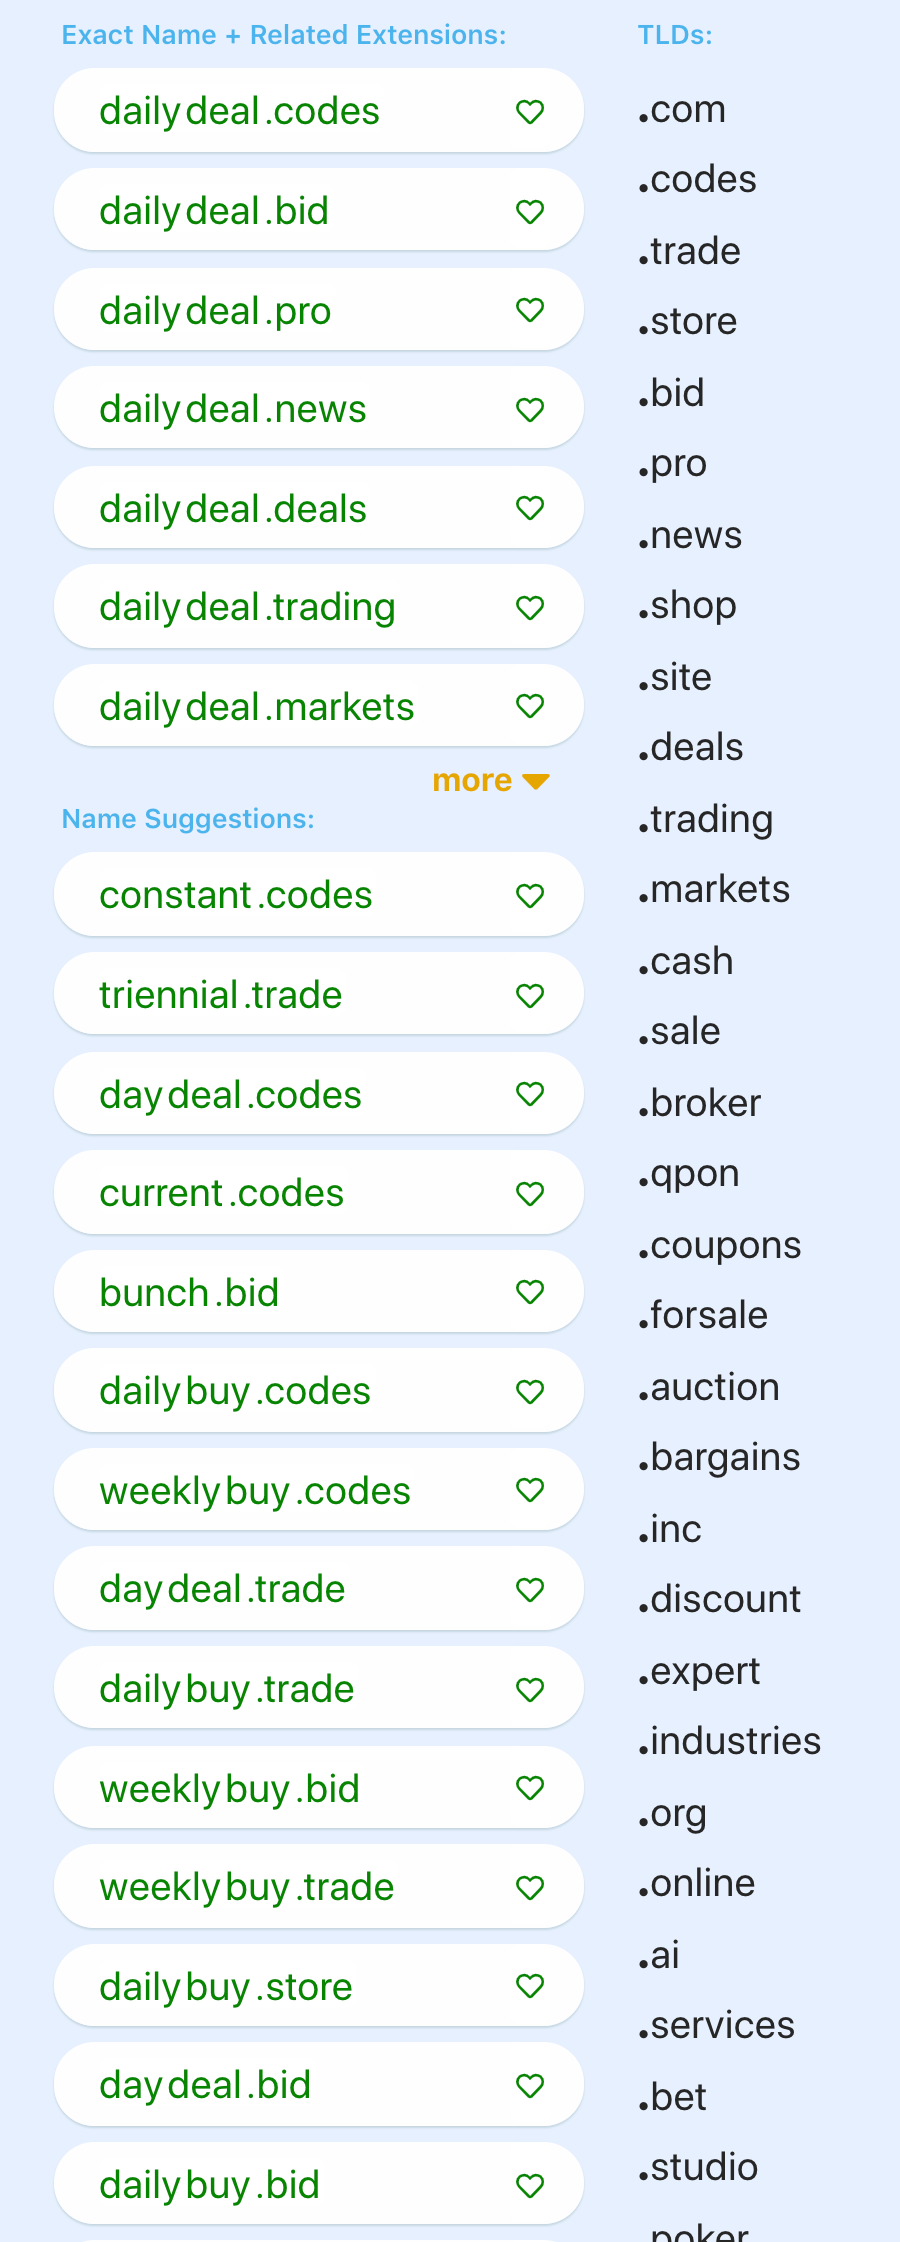 Exact Name + Related Extensions:
dailydeal.codes
dailydeal.bid
dailydeal.pro
dailydeal.news
dailydeal.deals
dailydeal.trading
dailydeal.markets
more
Name Suggestions:
constant.codes
triennial.trade
daydeal.codes
current.codes
bunch.bid
dailybuy.codes
weeklybuy.codes
daydeal.trade
dailybuy.trade
weeklybuy.bid
weeklybuy.trade
dailybuy.store
daydeal.bid
dailybuy.bid
TLDs:
.com
.codes
.trade
.store
.bid
.pro
.news
.shop
.site
.deals
.trading
.markets
.cash
.sale
.broker
.qpon
.coupons
.forsale
.auction
.bargains
.inc
.discount
.expert
.industries
.org
.online
.ai
.services
.bet
.studio
.poker